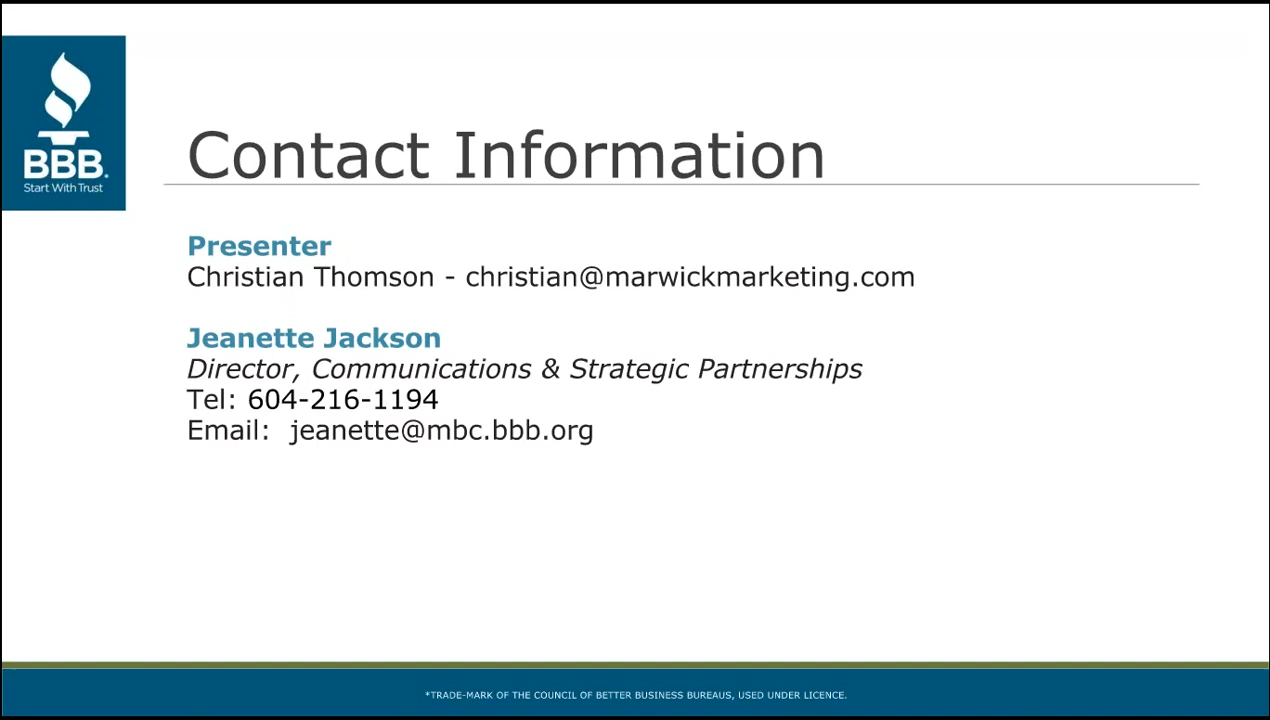 BBB.
Start With Trust
Contact Information
Presenter
Christian Thomson - christian@marwickmarketing.com
Jeanette Jackson
Director, Communications & Strategic Partnerships
Tel: 604-216-1194
Email: jeanette@mbc.bbb.org
*TRADE-MARK OF THE COUNCIL OF BETTER BUSINESS BUREAUS, USED UNDER LICENCE.